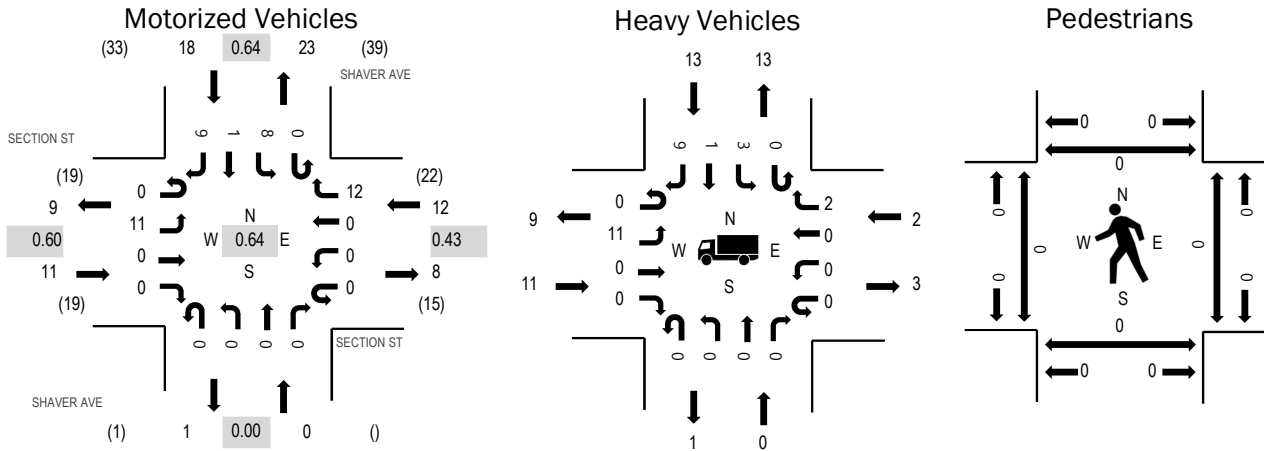 Motorized Vehicles
(33) 18 0.64 23 (39)
SHAVER AVE
SECTION ST
9 1 8 0
(19) 0 12 (22)
9 11 0 12
0.60 W N 0.64 E S 0.43
11 0 0 8
(19) 0 0 (15)
0 0 0 0
SECTION ST
SHAVER AVE
(1) 1 0.00 0 ()
Heavy Vehicles
13 13
9 1 3 0
0 2
9 11 N 0 2
W E
11 0 S 0 3
0 0
0 0 0 0
1 0
Pedestrians
0 0
0
0 N 0
W 0 0 E
0 S 0
0
0 0